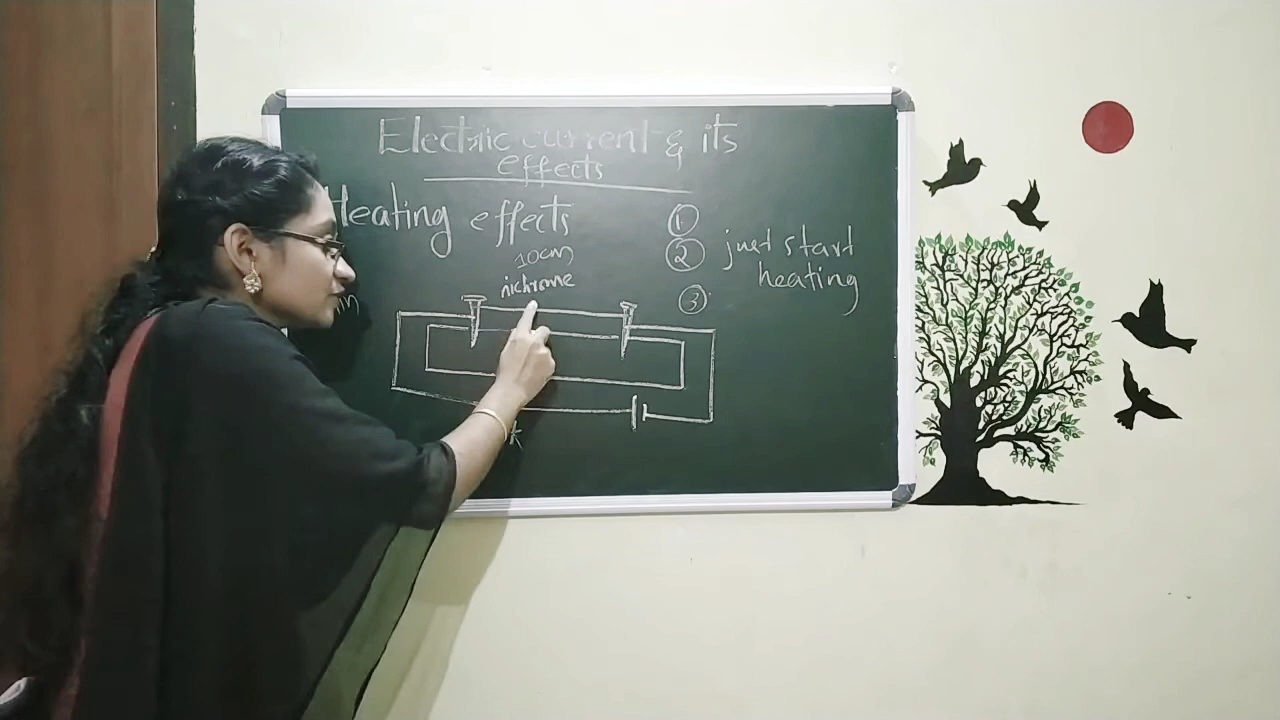 Electric current & its
effects
Heating effects
10cm
nichrome
①
② just start
heating
③